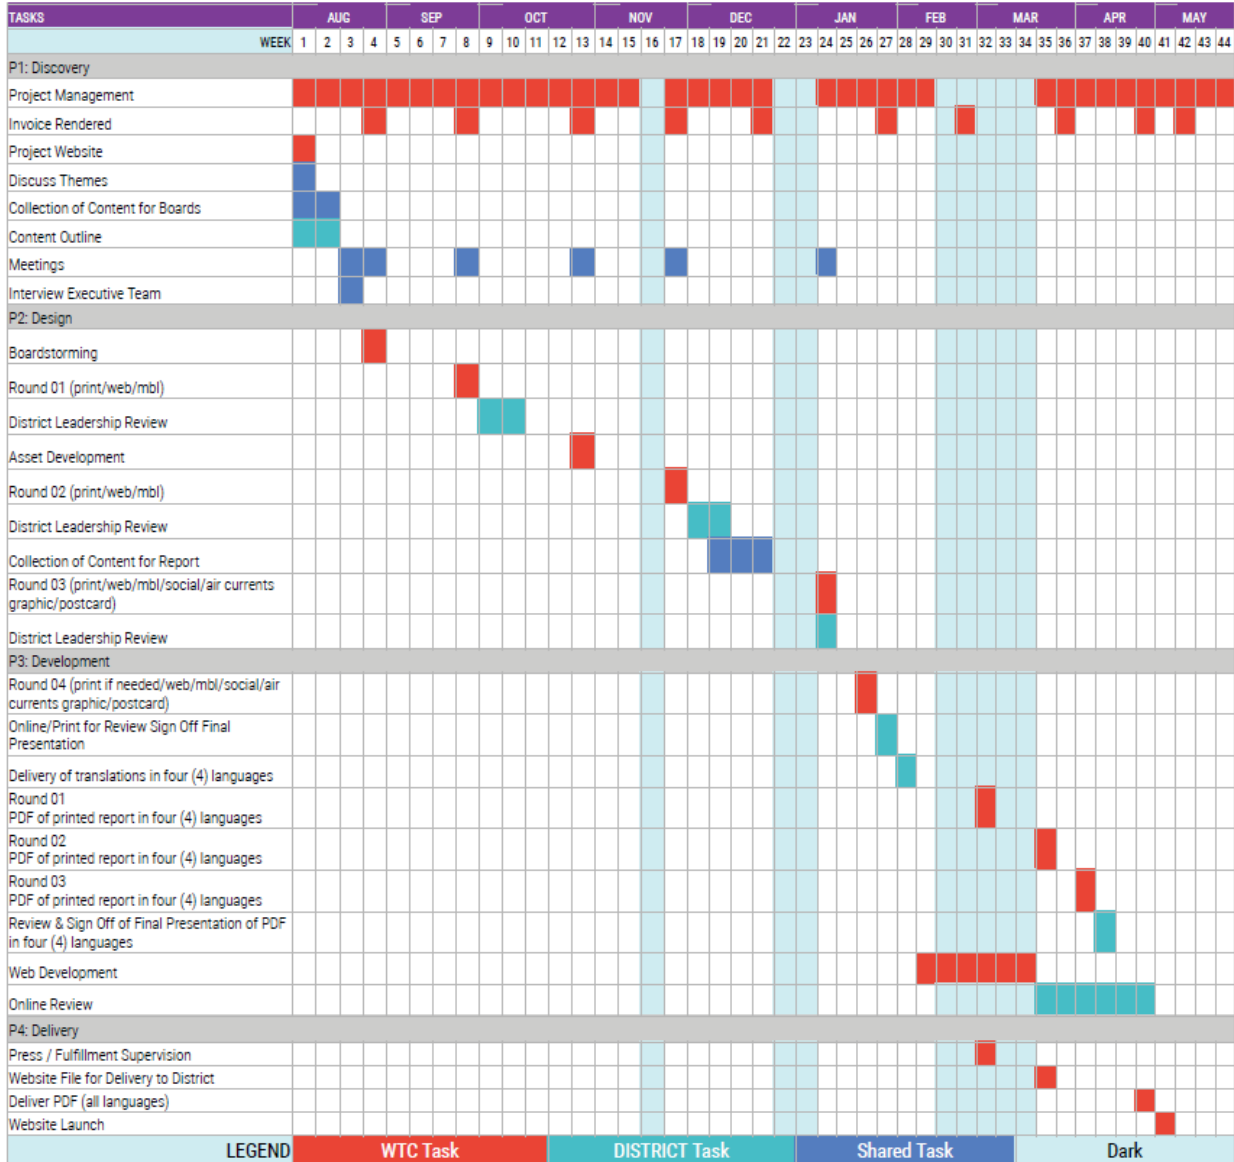 TASKS AUG SEP OCT NOV DEC JAN FEB MAR APR MAY
WEEK 1 2 3 4 5 6 7 8 9 10 11 12 13 14 15 16 17 18 19 20 21 22 23 24 25 26 27 28 29 30 31 32 33 34 35 36 37 38 39 40 41 42 43 44
P1: Discovery
Project Management
Invoice Rendered
Project Website
Discuss Themes
Collection of Content for Boards
Content Outline
Meetings
Interview Executive Team
P2: Design
Boardstorming
Round 01 (print/web/mbl)
District Leadership Review
Asset Development
Round 02 (print/web/mbl)
District Leadership Review
Collection of Content for Report
Round 03 (print/web/mbl/social/air currents
graphic/postcard)
District Leadership Review
P3: Development
Round 04 (print if needed/web/mbl/social/air
currents graphic/postcard)
Online/Print for Review Sign Off Final
Presentation
Delivery of translations in four (4) languages
Round 01
PDF of printed report in four (4) languages
Round 02
PDF of printed report in four (4) languages
Round 03
PDF of printed report in four (4) languages
Review & Sign Off of Final Presentation of PDF
in four (4) languages
Web Development
Online Review
P4: Delivery
Press / Fulfillment Supervision
Website File for Delivery to District
Deliver PDF (all languages)
Website Launch
LEGEND WTC Task DISTRICT Task Shared Task Dark